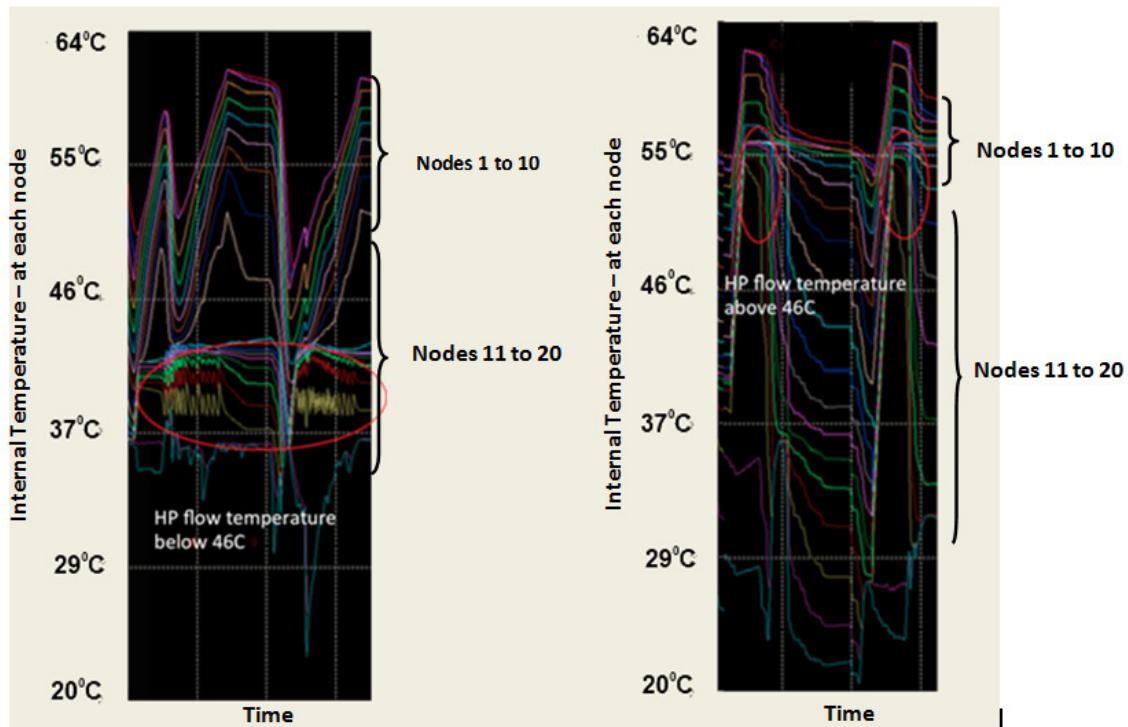 64⁰C
55⁰C
46⁰C
37⁰C
29⁰C
20⁰C
Internal Temperature – at each node
Nodes 1 to 10
Nodes 11 to 20
HP flow temperature
below 46C
Time
64⁰C
55⁰C
46⁰C
37⁰C
29⁰C
20⁰C
Internal Temperature – at each node
Nodes 1 to 10
Nodes 11 to 20
HP flow temperature
above 46C
Time